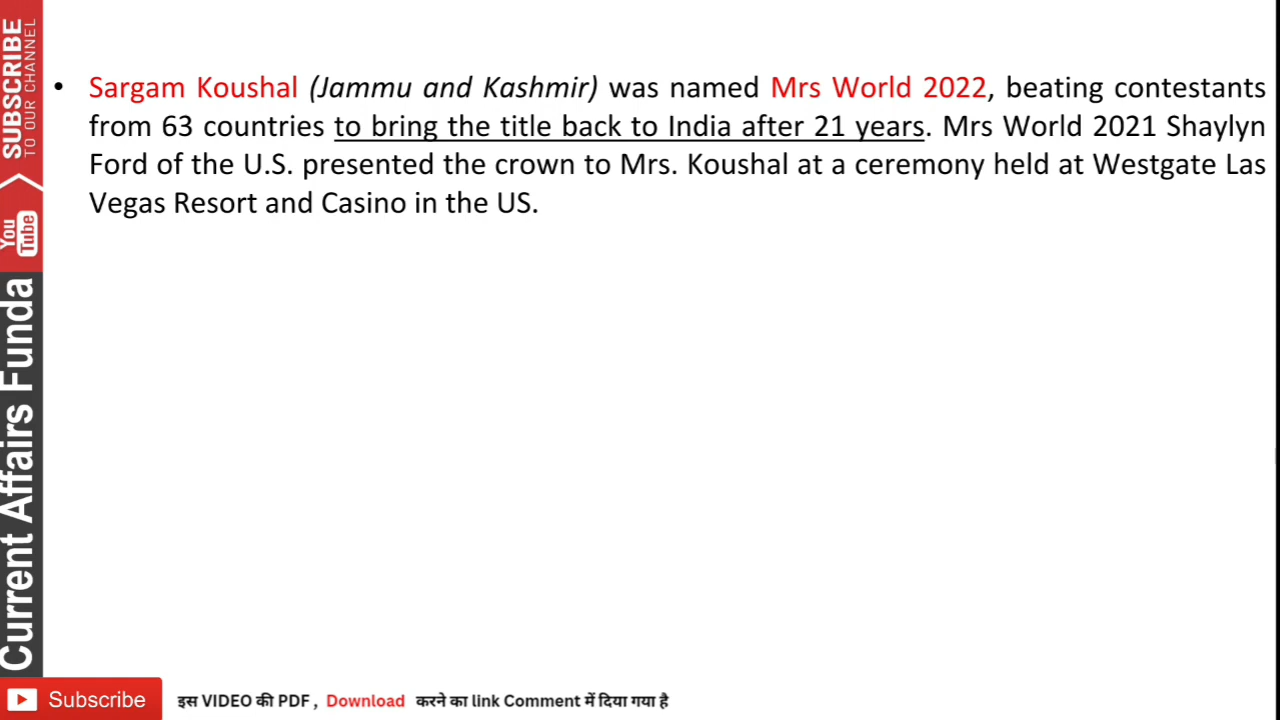 • Sargam Koushal (Jammu and Kashmir) was named Mrs World 2022, beating contestants
from 63 countries to bring the title back to India after 21 years. Mrs World 2021 Shaylyn
Ford of the U.S. presented the crown to Mrs. Koushal at a ceremony held at Westgate Las
Vegas Resort and Casino in the US.
SUBSCRIBE
TO OUR CHANNEL
You
Tube
Current Affairs Funda
Subscribe
इस VIDEO की PDF , Download करने का link Comment में दिया गया है